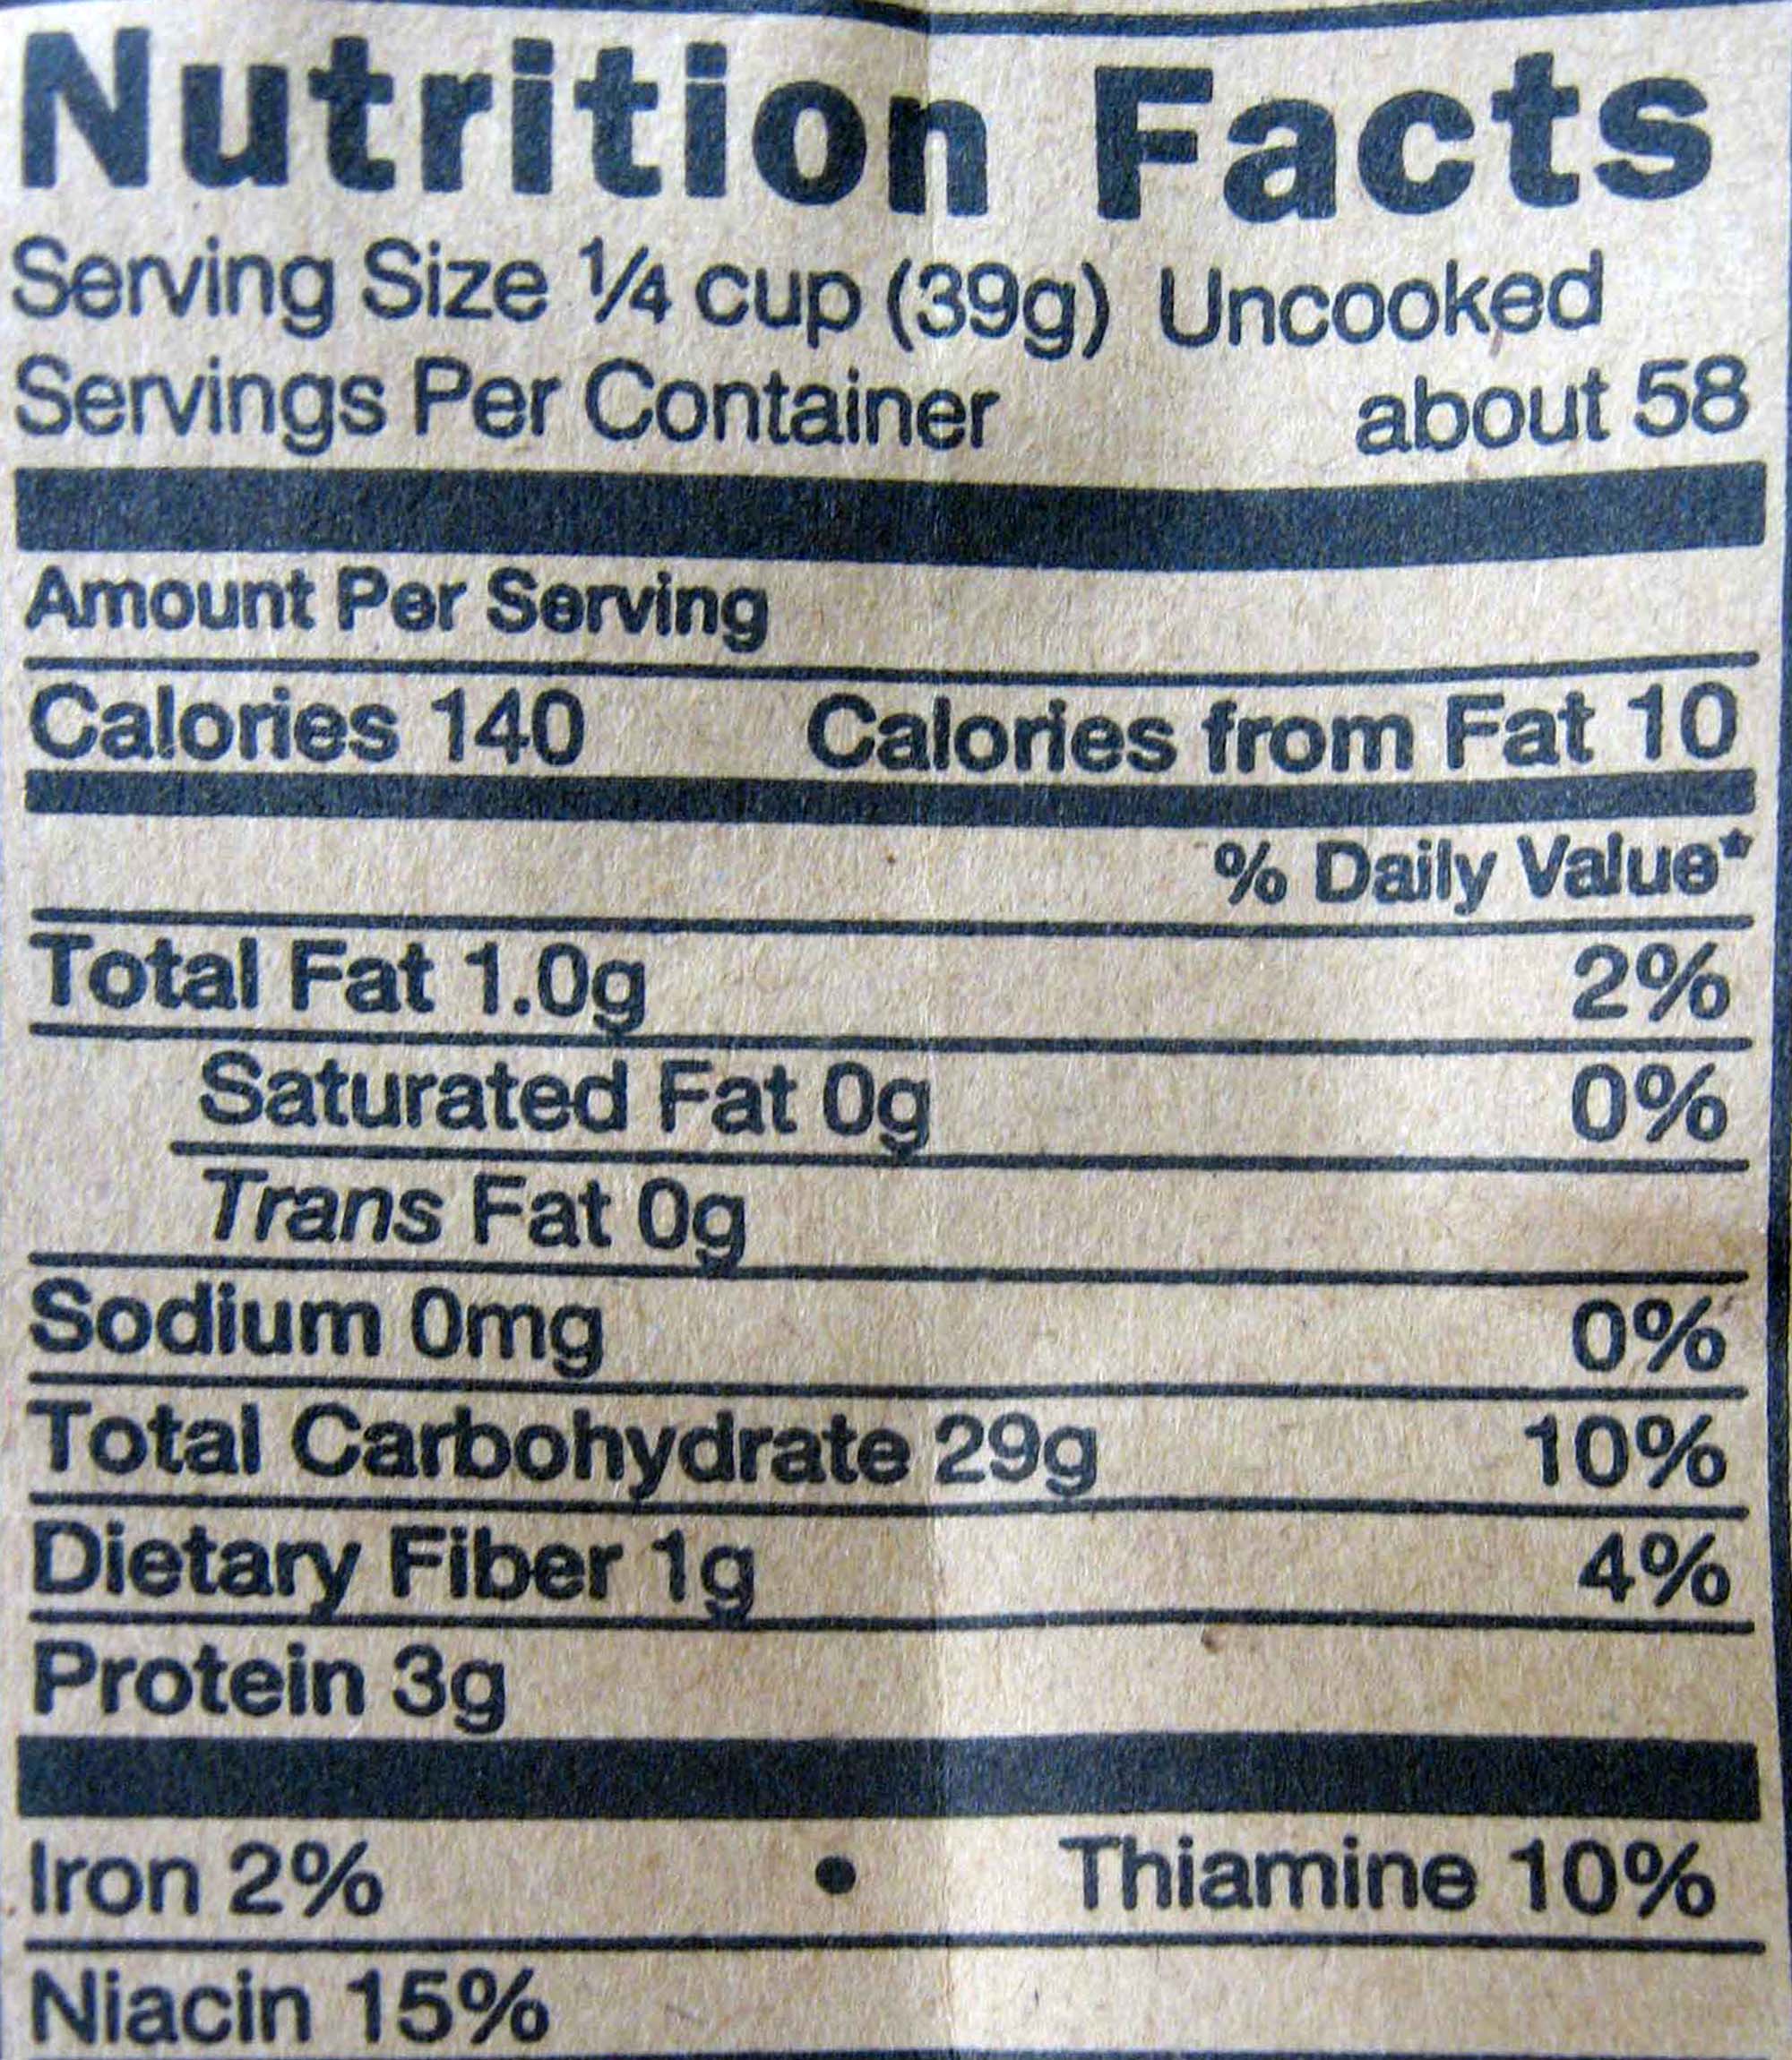 Nutrition Facts
Serving Size ¼ cup (39g) Uncooked
Servings Per Container about 58
Amount Per Serving
Calories 140 Calories from Fat 10
% Daily Value*
Total Fat 1.0g 2%
Saturated Fat 0g 0%
Trans Fat 0g
Sodium 0mg 0%
Total Carbohydrate 29g 10%
Dietary Fiber 1g 4%
Protein 3g
Iron 2% • Thiamine 10%
Niacin 15%